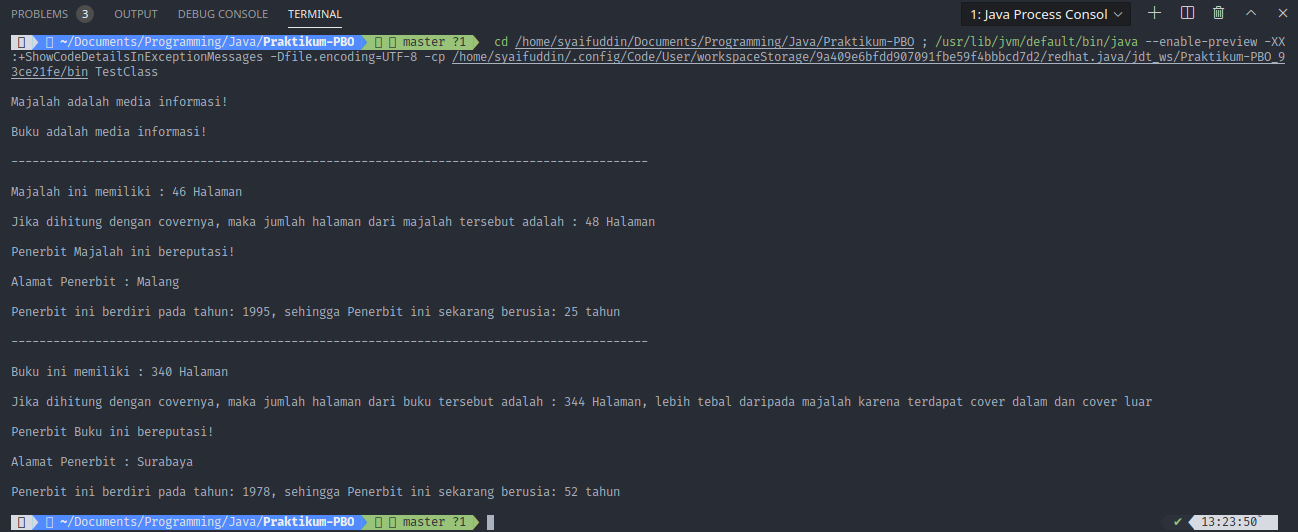 PROBLEMS 3 OUTPUT DEBUG CONSOLE TERMINAL 1: Java Process Consol
~/Documents/Programming/Java/Praktikum-PBO master ?1 cd /home/syaifuddin/Documents/Programming/Java/Praktikum-PBO ; /usr/lib/jvm/default/bin/java --enable-preview -XX
:+ShowCodeDetailsInExceptionMessages -Dfile.encoding=UTF-8 -cp /home/syaifuddin/.config/Code/User/workspaceStorage/9a409e6bfdd907091fbe59f4bbbcd7d2/redhat.java/jdt_ws/Praktikum-PBO_9
3ce21fe/bin TestClass
Majalah adalah media informasi!
Buku adalah media informasi!
-------------------------------------------------------------------------------------------
Majalah ini memiliki : 46 Halaman
Jika dihitung dengan covernya, maka jumlah halaman dari majalah tersebut adalah : 48 Halaman
Penerbit Majalah ini bereputasi!
Alamat Penerbit : Malang
Penerbit ini berdiri pada tahun: 1995, sehingga Penerbit ini sekarang berusia: 25 tahun
-------------------------------------------------------------------------------------------
Buku ini memiliki : 340 Halaman
Jika dihitung dengan covernya, maka jumlah halaman dari buku tersebut adalah : 344 Halaman, lebih tebal daripada majalah karena terdapat cover dalam dan cover luar
Penerbit Buku ini bereputasi!
Alamat Penerbit : Surabaya
Penerbit ini berdiri pada tahun: 1978, sehingga Penerbit ini sekarang berusia: 52 tahun
~/Documents/Programming/Java/Praktikum-PBO master ?1 ✔ 13:23:50